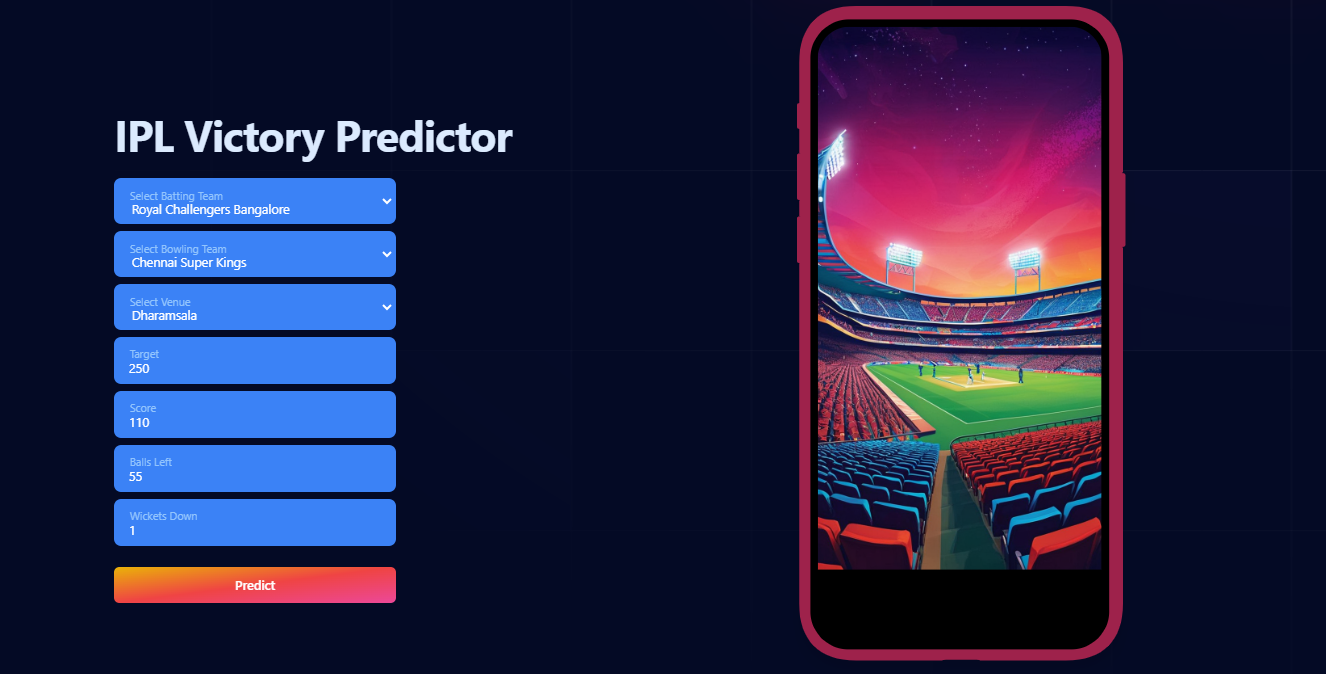 IPL Victory Predictor
Select Batting Team
Royal Challengers Bangalore
Select Bowling Team
Chennai Super Kings
Select Venue
Dharamsala
Target
250
Score
110
Balls Left
55
Wickets Down
1
Predict